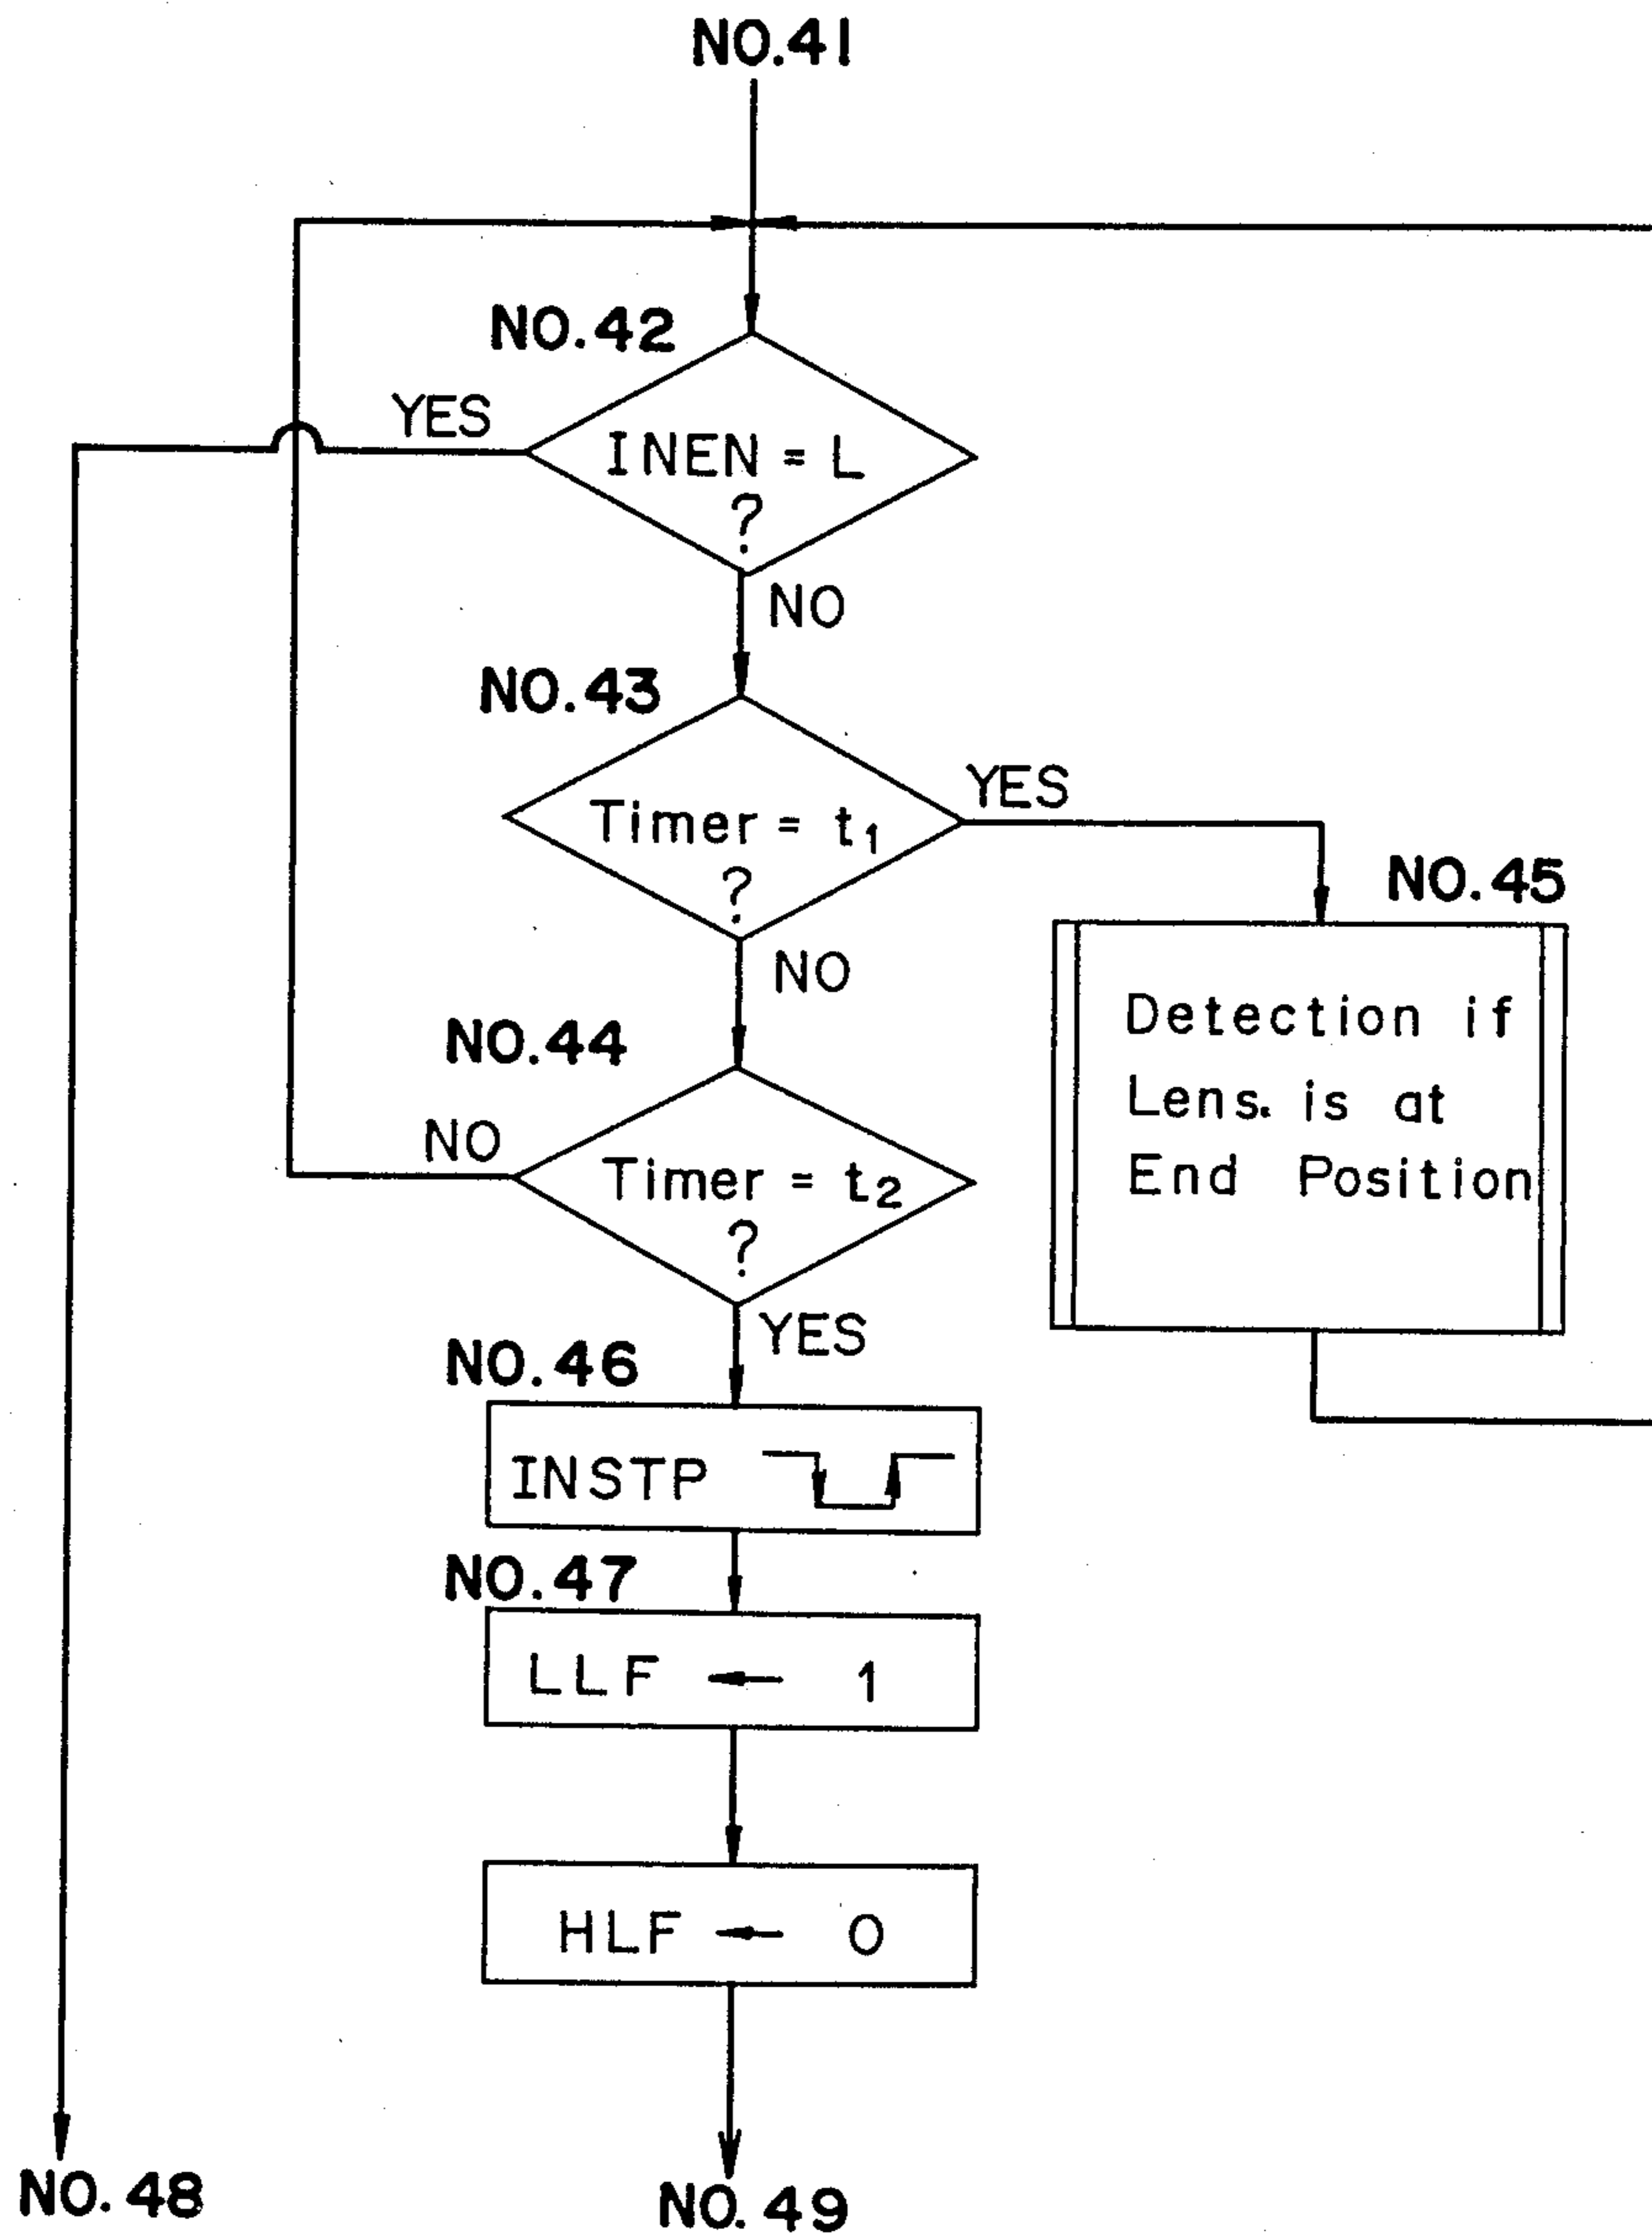 NO.41
NO.42
YES
INEN = L
?
NO
NO.43
YES
Timer = t1
?
NO
NO.45
Detection if
Lens. is at
End Position
NO.44
NO
Timer = t2
?
YES
NO.46
INSTP
NO.47
LLF ← 1
HLF ← 0
NO.48
NO.49